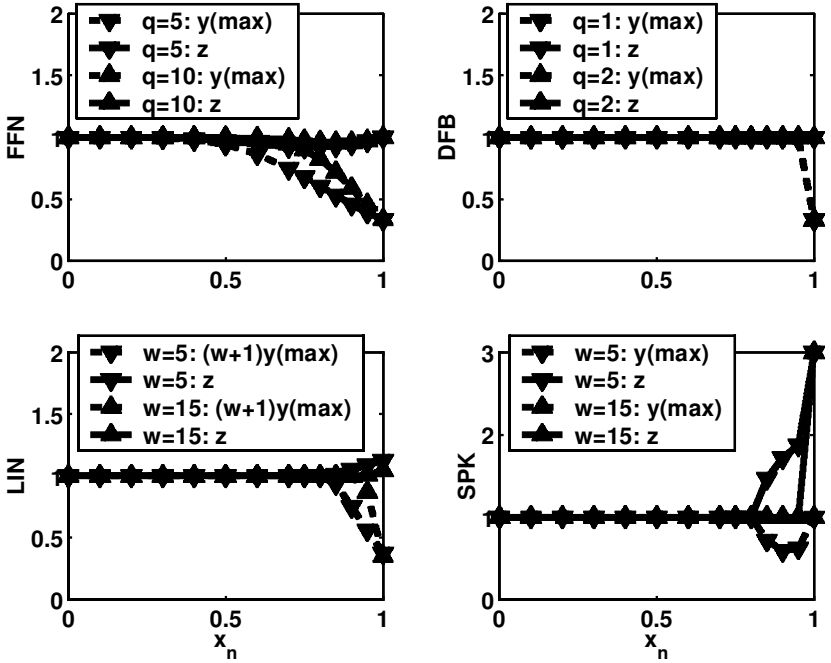 2
q=5: y(max)
q=5: z
q=10: y(max)
q=10: z
1.5
1
0.5
0
FFN
0 0.5 1
2
q=1: y(max)
q=1: z
q=2: y(max)
q=2: z
1.5
1
0.5
0
DFB
0 0.5 1
2
w=5: (w+1)y(max)
w=5: z
w=15: (w+1)y(max)
w=15: z
1.5
1
0.5
0
LIN
0 0.5 1
x_n
3
w=5: y(max)
w=5: z
w=15: y(max)
w=15: z
2
1
0
SPK
0 0.5 1
x_n